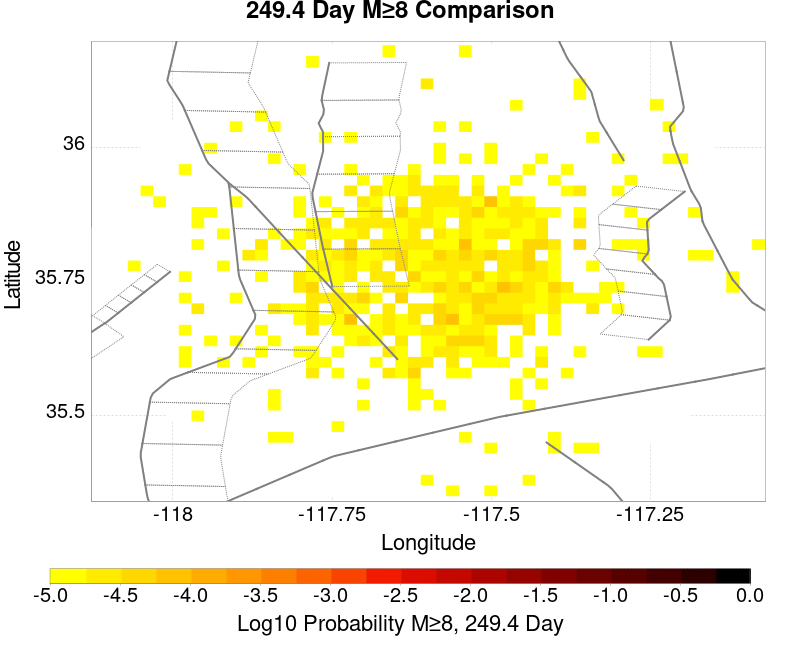 249.4 Day M≥8 Comparison
36
35.75
35.5
Latitude
-118 -117.75 -117.5 -117.25
Longitude
-5.0 -4.5 -4.0 -3.5 -3.0 -2.5 -2.0 -1.5 -1.0 -0.5 0.0
Log10 Probability M≥8, 249.4 Day